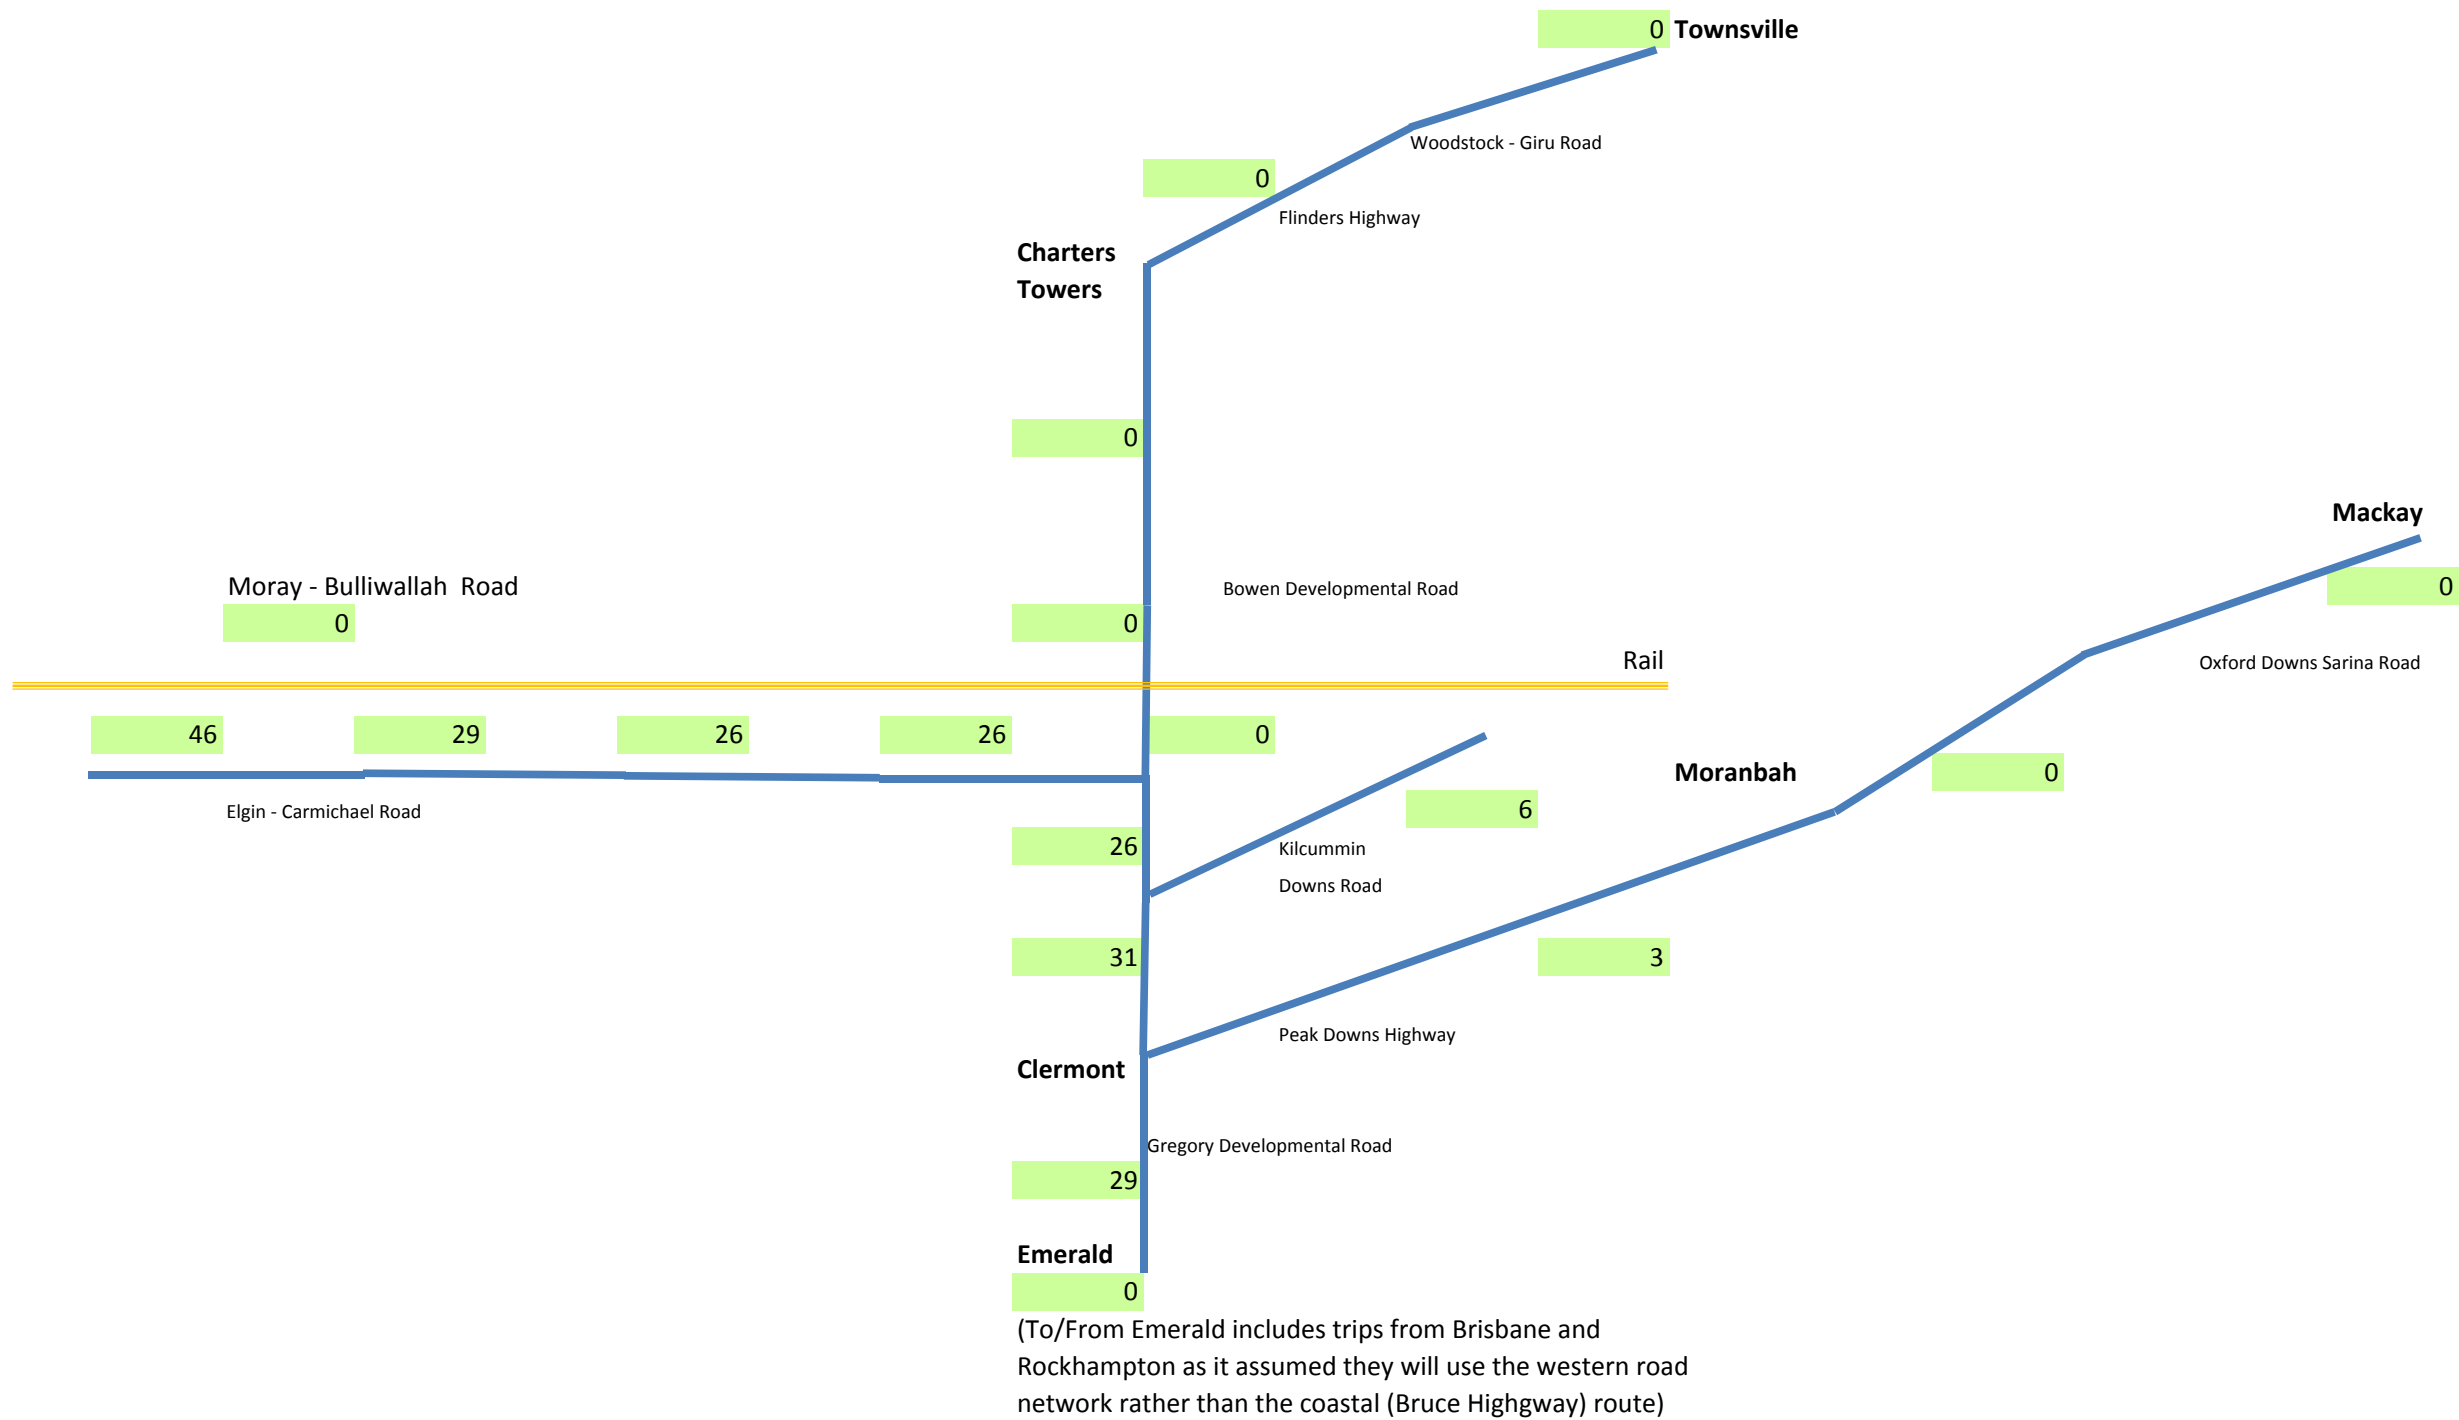 0 Townsville
Woodstock - Giru Road
0
Flinders Highway
Charters
Towers
0
Mackay
Moray - Bulliwallah  Road
Bowen Developmental Road
0
0
0
Rail
Oxford Downs Sarina Road
46
29
26
26
0
Moranbah
0
Elgin - Carmichael Road
6
26
Kilcummin
Downs Road
31
3
Peak Downs Highway
Clermont
Gregory Developmental Road
29
Emerald
0
(To/From Emerald includes trips from Brisbane and
Rockhampton as it assumed they will use the western road
network rather than the coastal (Bruce Highgway) route)